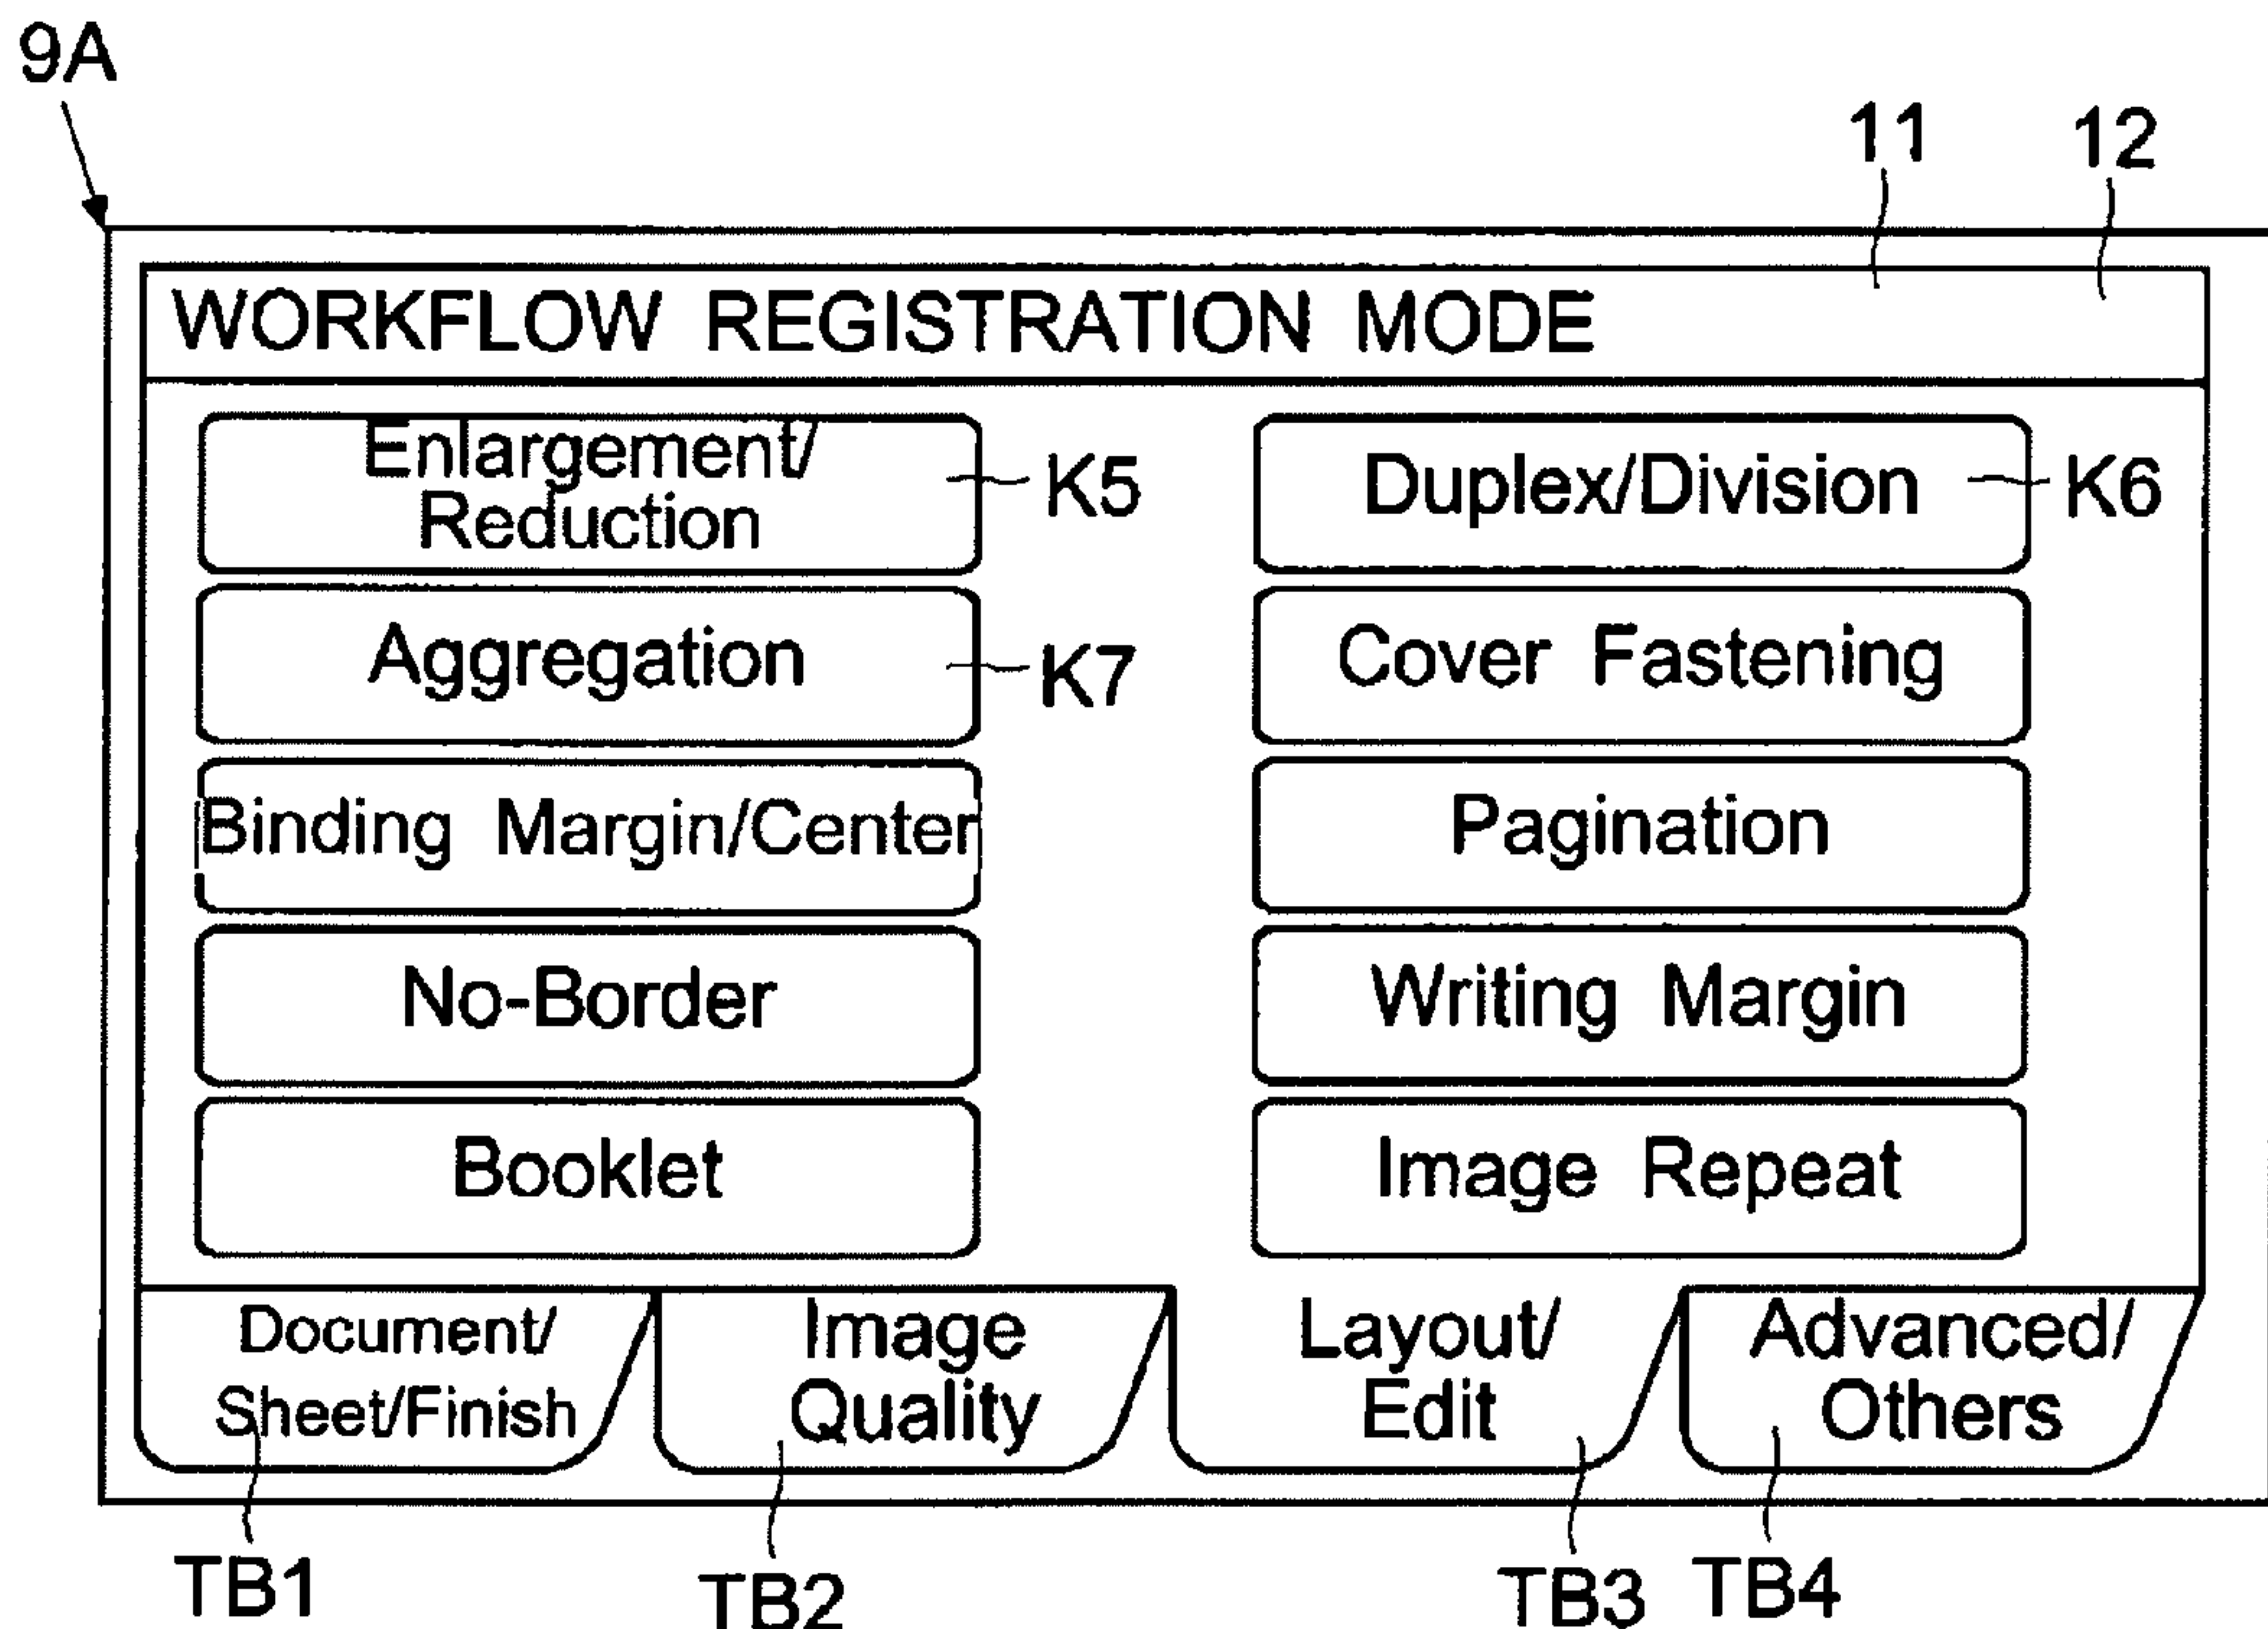 9A
11
12
WORKFLOW REGISTRATION MODE
Enlargement/
Reduction
K5
Duplex/Division
K6
Aggregation
K7
Cover Fastening
Binding Margin/Center
Pagination
No-Border
Writing Margin
Booklet
Image Repeat
Document/
Sheet/Finish
Image
Quality
Layout/
Edit
Advanced/
Others
TB1
TB2
TB3
TB4